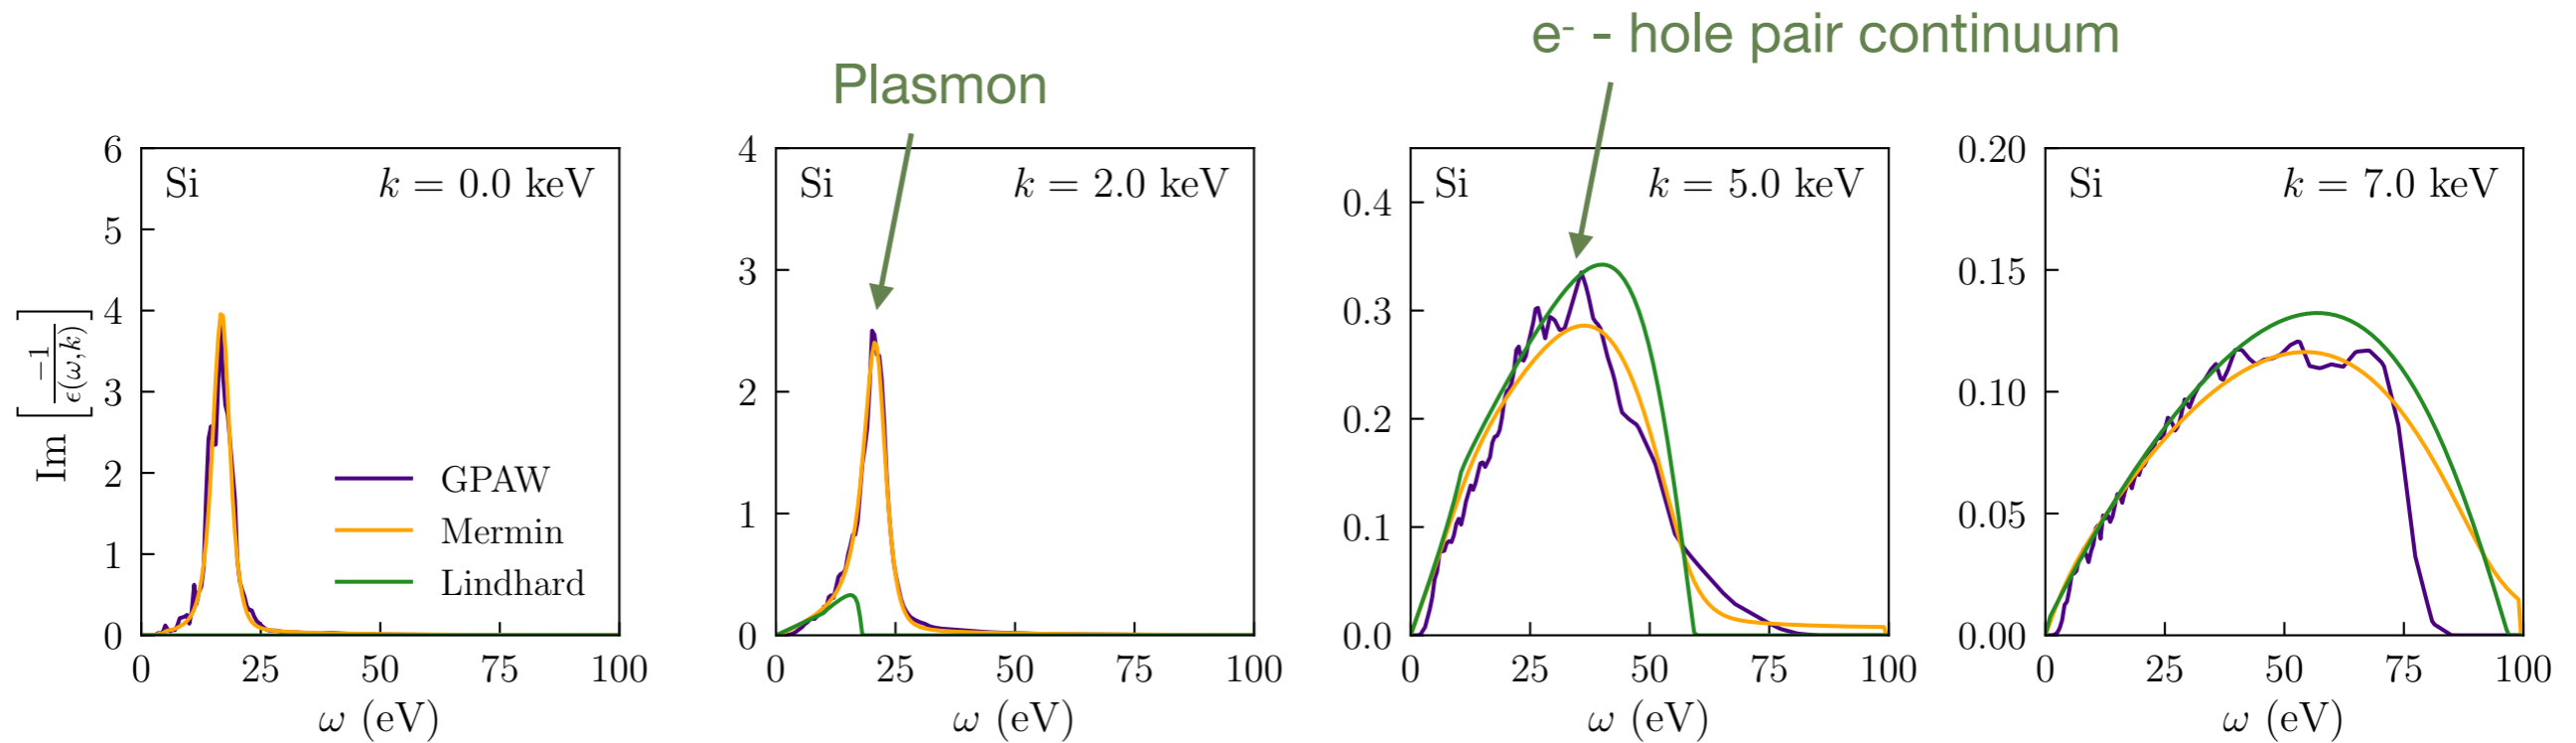 e⁻ - hole pair continuum
Plasmon
Im [ −1 / ϵ(ω,k) ]
6
5
4
3
2
1
0
Si
k = 0.0 keV
GPAW
Mermin
Lindhard
0 25 50 75 100
ω (eV)
4
3
2
1
0
Si
k = 2.0 keV
0 25 50 75 100
ω (eV)
0.4
0.3
0.2
0.1
0.0
Si
k = 5.0 keV
0 25 50 75 100
ω (eV)
0.20
0.15
0.10
0.05
0.00
Si
k = 7.0 keV
0 25 50 75 100
ω (eV)